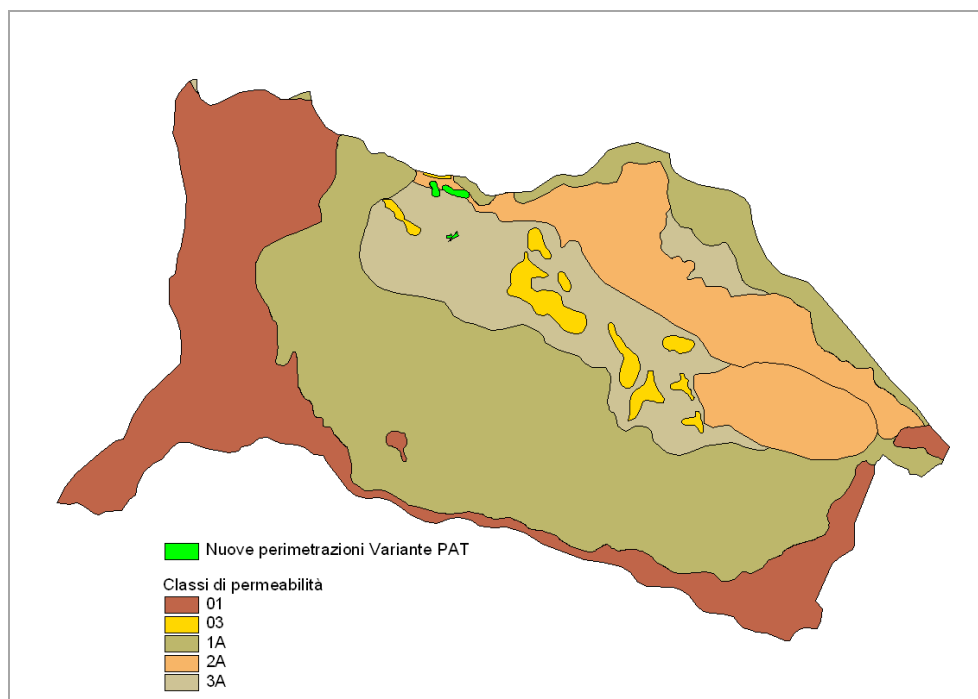 Nuove perimetrazioni Variante PAT
Classi di permeabilità
01
03
1A
2A
3A